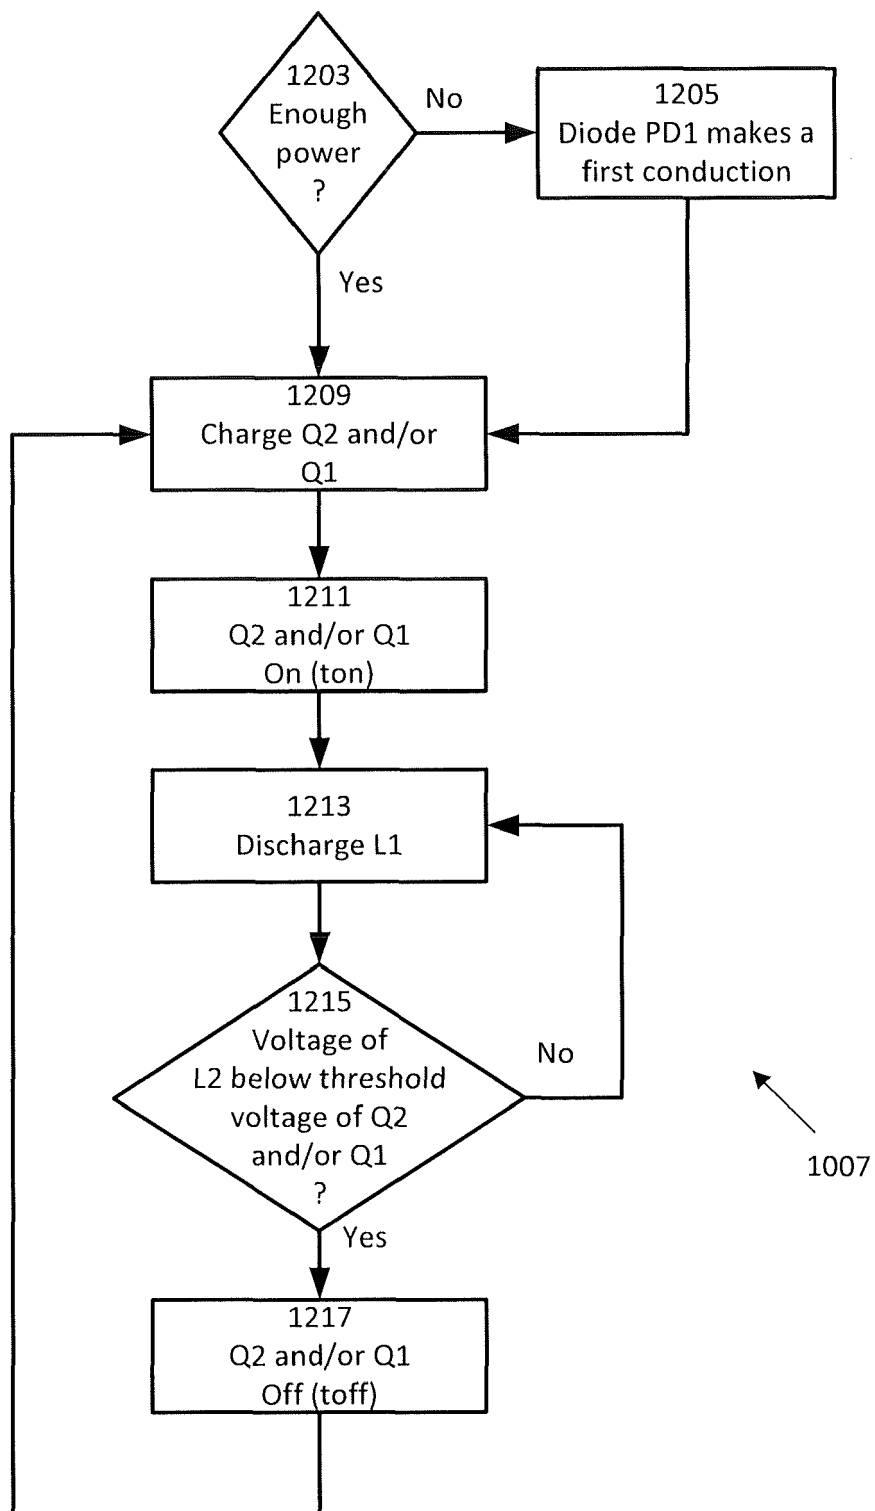 1203
Enough
power
?
No
1205
Diode PD1 makes a
first conduction
Yes
1209
Charge Q2 and/or
Q1
1211
Q2 and/or Q1
On (ton)
1213
Discharge L1
1215
Voltage of
L2 below threshold
voltage of Q2
and/or Q1
?
No
1007
Yes
1217
Q2 and/or Q1
Off (toff)